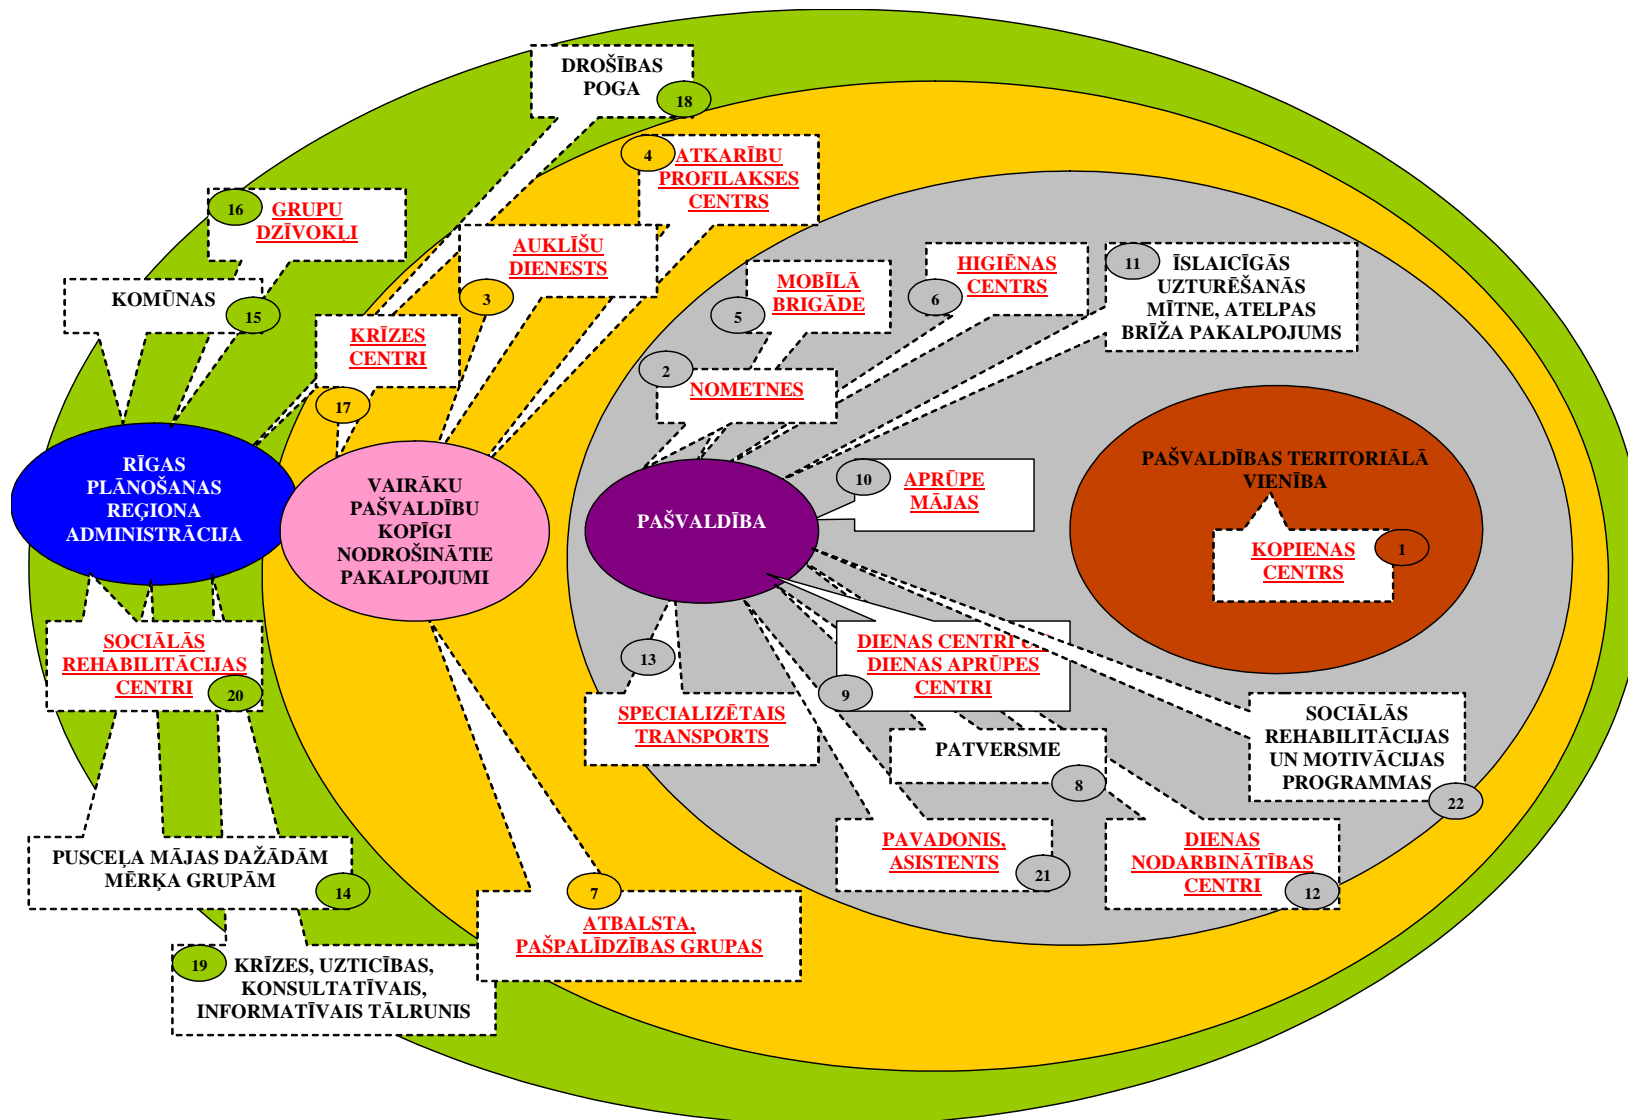 DROŠĪBAS
POGA
18
4
ATKARĪBU
PROFILAKSES
CENTRS
16
GRUPU
DZĪVOKĻI
AUKLĪŠU
DIENESTS
3
KOMŪNAS
15
KRĪZES
CENTRI
17
MOBILĀ
BRIGĀDE
5
HIGIĒNAS
CENTRS
6
11
ĪSLAICĪGĀS
UZTURĒŠANĀS
MĪTNE, ATELPAS
BRĪŽA PAKALPOJUMS
2
NOMETNES
RĪGAS
PLĀNOŠANAS
REĢIONA
ADMINISTRĀCIJA
VAIRĀKU
PAŠVALDĪBU
KOPĪGI
NODROŠINĀTIE
PAKALPOJUMI
PAŠVALDĪBA
10
APRŪPE
MĀJAS
PAŠVALDĪBAS TERITORIĀLĀ
VIENĪBA
KOPIENAS
CENTRS
1
SOCIĀLĀS
REHABILITĀCIJAS
CENTRI
20
13
SPECIALIZĒTAIS
TRANSPORTS
DIENAS CENTRI
DIENAS APRŪPES
CENTRI
9
PATVERSME
8
SOCIĀLĀS
REHABILITĀCIJAS
UN MOTIVĀCIJAS
PROGRAMMAS
22
PUSCEĻA MĀJAS DAŽĀDĀM
MĒRĶA GRUPĀM
14
PAVADONIS,
ASISTENTS
21
DIENAS
NODARBINĀTĪBAS
CENTRI
12
7
ATBALSTA,
PAŠPALĪDZĪBAS GRUPAS
19
KRĪZES, UZTICĪBAS,
KONSULTATĪVAIS,
INFORMATĪVAIS TĀLRUNIS